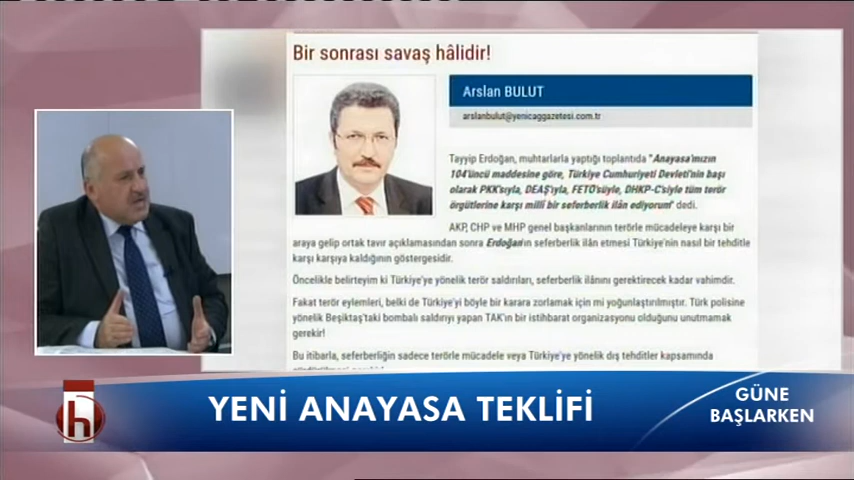 Bir sonrası savaş hâlidir!
Arslan BULUT
arslanbulut@yenicaggazetesi.com.tr
Tayyip Erdoğan, muhtarlarla yaptığı toplantıda "Anayasa'mızın
104'üncü maddesine göre, Türkiye Cumhuriyeti Devleti'nin başı
olarak PKK'sıyla, DEAŞ'ıyla, FETÖ'süyle, DHKP-C'siyle tüm terör
örgütlerine karşı millî bir seferberlik ilân ediyorum" dedi.
AKP, CHP ve MHP genel başkanlarının terörle mücadeleye karşı bir
araya gelip ortak tavır açıklamasından sonra Erdoğan'ın seferberlik ilân etmesi Türkiye'nin nasıl bir tehditle
karşı karşıya kaldığının göstergesidir.
Öncelikle belirteyim ki Türkiye'ye yönelik terör saldırıları, seferberlik ilânını gerektirecek kadar vahimdir.
Fakat terör eylemleri, belki de Türkiye'yi böyle bir karara zorlamak için mi yoğunlaştırılmıştır. Türk polisine
yönelik Beşiktaş'taki bombalı saldırıyı yapan TAK'ın bir istihbarat organizasyonu olduğunu unutmamak
gerekir!
Bu itibarla, seferberliğin sadece terörle mücadele veya Türkiye'ye yönelik dış tehditler kapsamında
h
YENİ ANAYASA TEKLİFİ
GÜNE
BAŞLARKEN